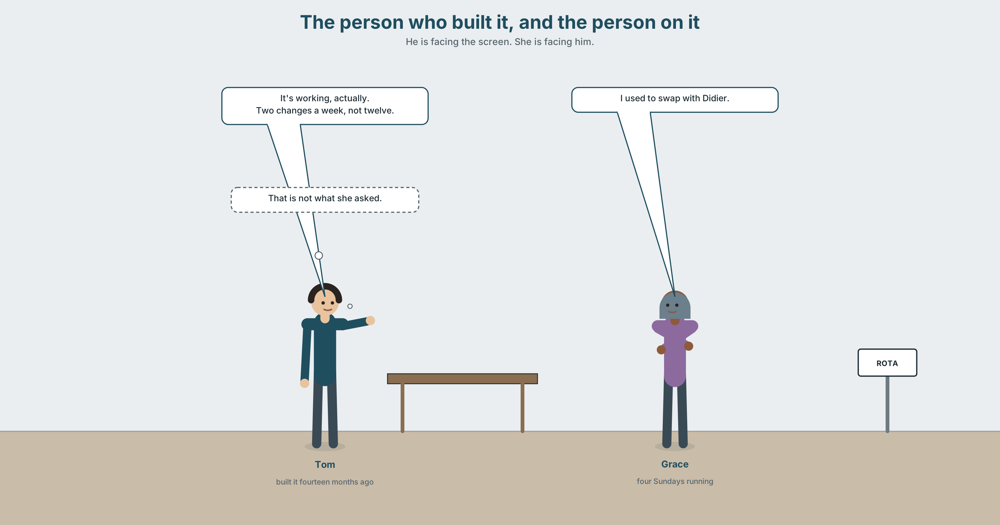 The person who built it, and the person on it
He is facing the screen. She is facing him.
It's working, actually.
Two changes a week, not twelve.
I used to swap with Didier.
That is not what she asked.
ROTA
Tom
built it fourteen months ago
Grace
four Sundays running